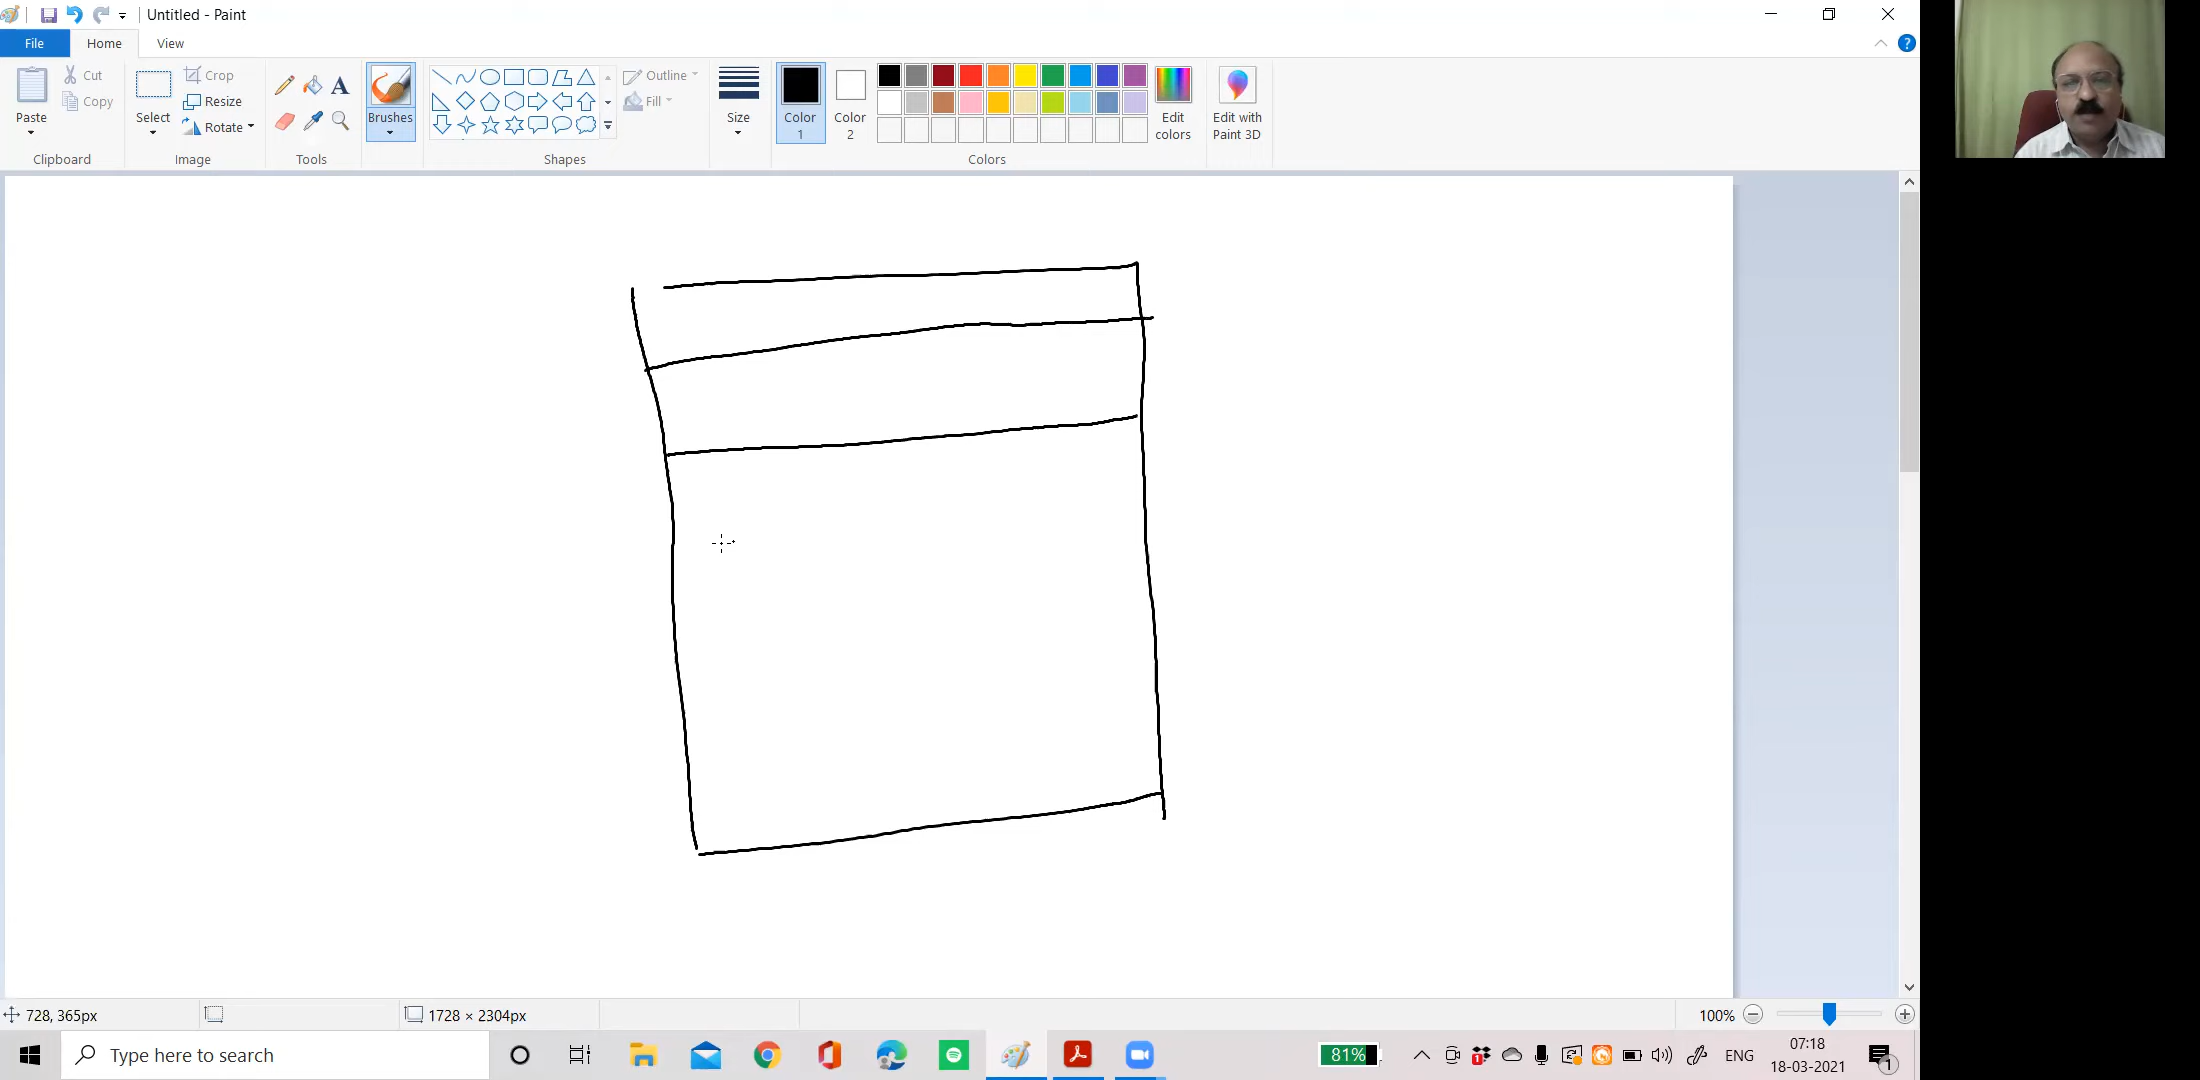 Untitled - Paint
File Home View
Paste
Cut
Copy
Clipboard
Select
Crop
Resize
Rotate
Image
Tools
Brushes
Shapes
Outline
Fill
Size
Color 1
Color 2
Edit colors
Colors
Edit with Paint 3D
728, 365px
1728 × 2304px
100%
Type here to search
81%
1
ENG
07:18
18-03-2021
1